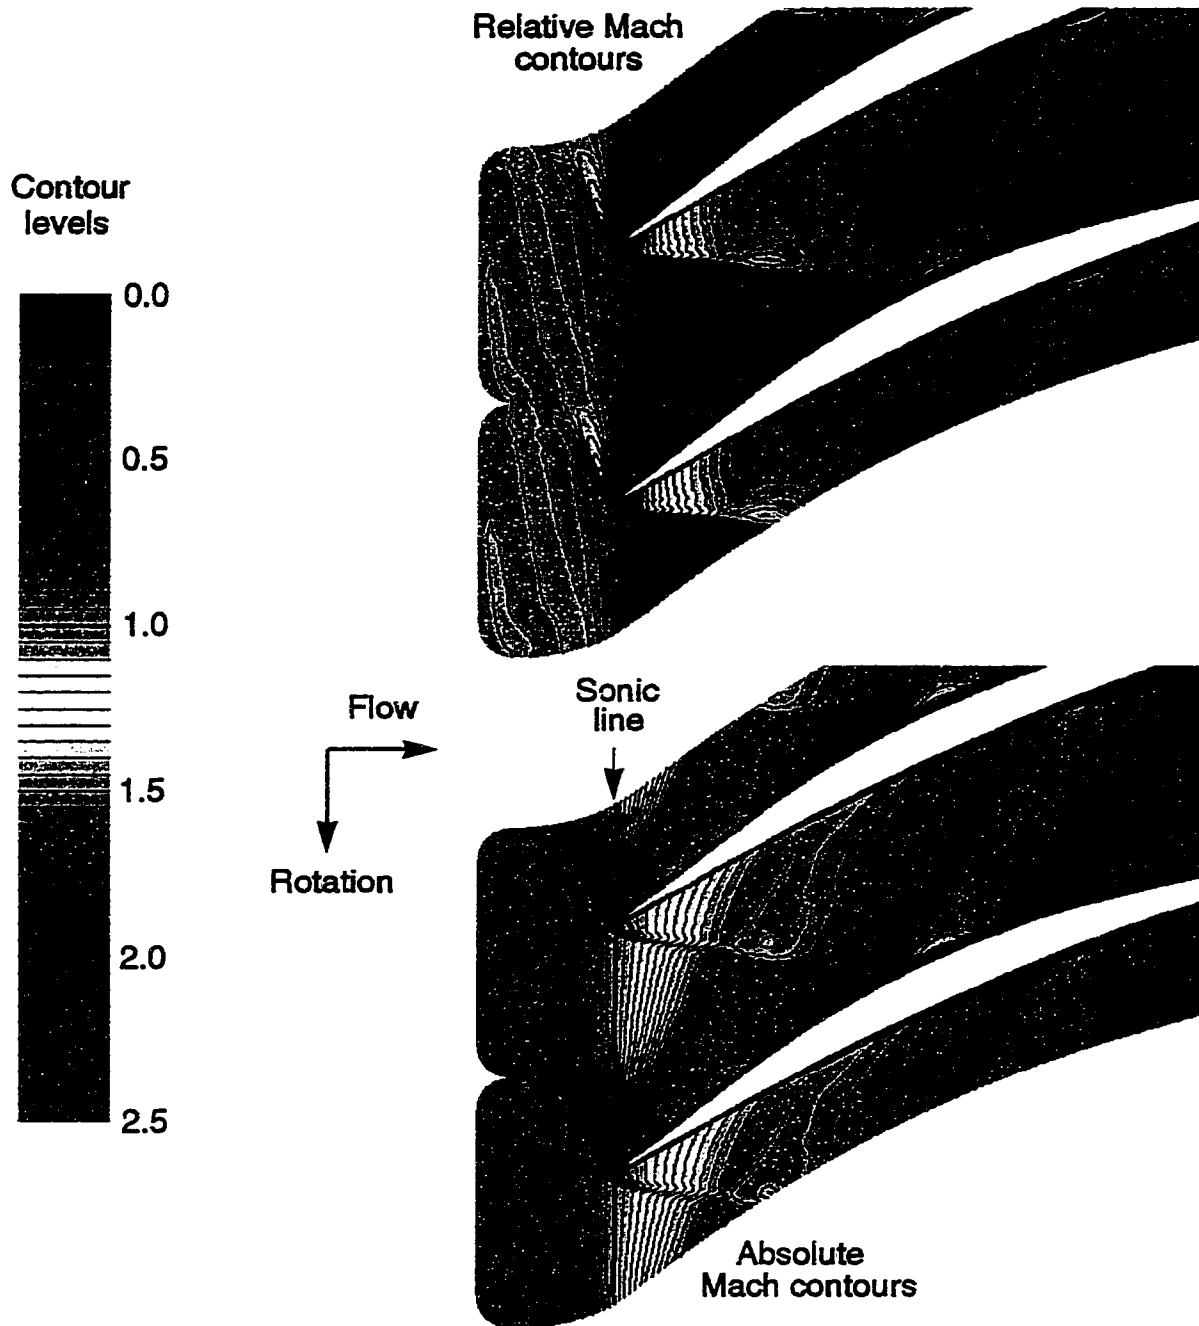 Relative Mach
contours
Contour
levels
0.0
0.5
1.0
1.5
2.0
2.5
Flow
Rotation
Sonic
line
Absolute
Mach contours